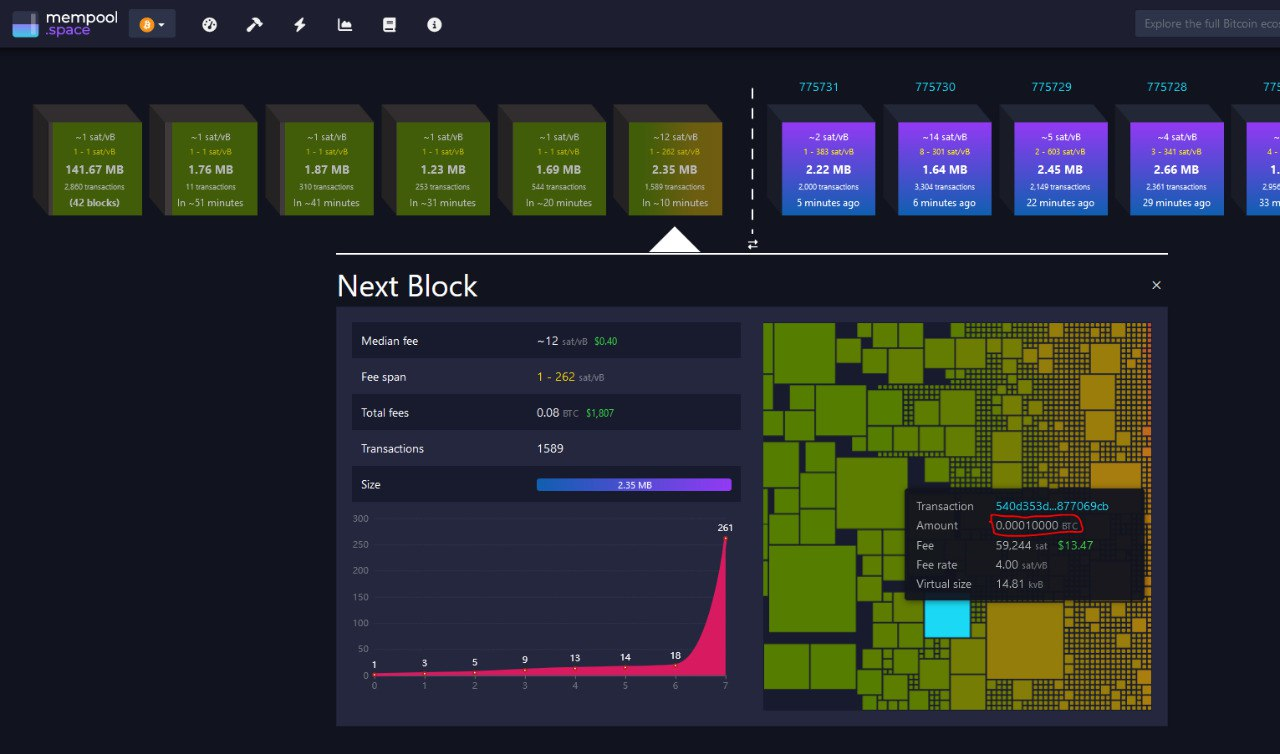 mempool
.space
Explore the full Bitcoin ecos
775731 775730 775729 775728 775
~1 sat/vB ~1 sat/vB ~1 sat/vB ~1 sat/vB ~1 sat/vB ~12 sat/vB ~2 sat/vB ~14 sat/vB ~5 sat/vB ~4 sat/vB
1 - 1 sat/vB 1 - 1 sat/vB 1 - 1 sat/vB 1 - 1 sat/vB 1 - 1 sat/vB 1 - 262 sat/vB 1 - 383 sat/vB 8 - 301 sat/vB 2 - 603 sat/vB 3 - 341 sat/vB 4 -
141.67 MB 1.76 MB 1.87 MB 1.23 MB 1.69 MB 2.35 MB 2.22 MB 1.64 MB 2.45 MB 2.66 MB 1.
2,860 transactions 11 transactions 310 transactions 253 transactions 544 transactions 1,589 transactions 2,000 transactions 3,304 transactions 2,149 transactions 2,361 transactions 2,956
(42 blocks) In ~51 minutes In ~41 minutes In ~31 minutes In ~20 minutes In ~10 minutes 5 minutes ago 6 minutes ago 22 minutes ago 29 minutes ago 33 m
Next Block ×
Median fee ~12 sat/vB $0.40
Fee span 1 - 262 sat/vB
Total fees 0.08 BTC $1,807
Transactions 1589
Size 2.35 MB
300
250
200
150
100
50
0
1 3 5 9 13 14 18 261
0 1 2 3 4 5 6 7
Transaction 540d353d...877069cb
Amount 0.00010000 BTC
Fee 59,244 sat $13.47
Fee rate 4.00 sat/vB
Virtual size 14.81 kvB